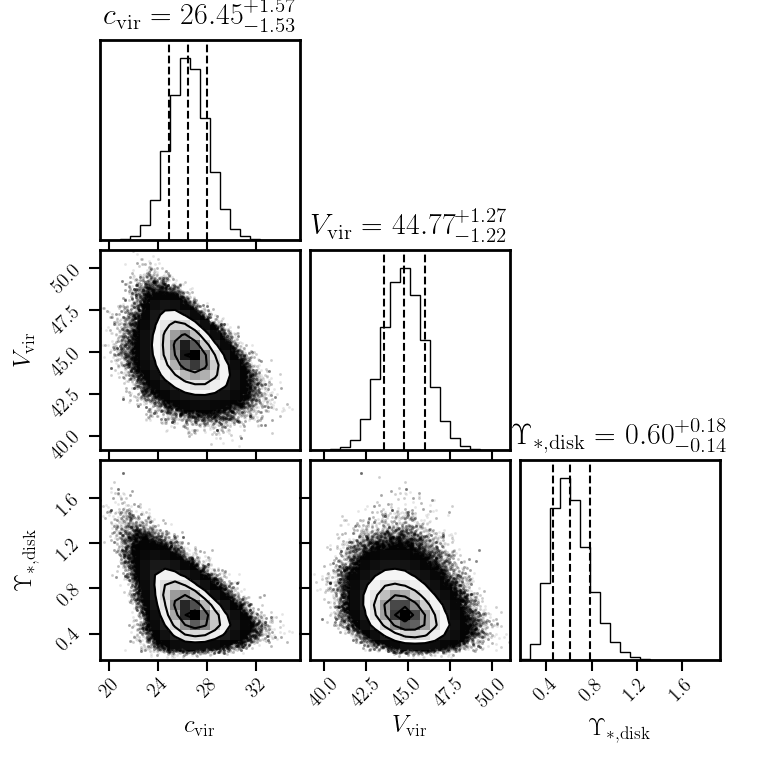 c_vir = 26.45 +1.57 −1.53
V_vir = 44.77 +1.27 −1.22
50.0
47.5
45.0
42.5
40.0
V_vir
ϒ_∗,disk = 0.60 +0.18 −0.14
1.6
1.2
0.8
0.4
ϒ_∗,disk
20 24 28 32
c_vir
40.0 42.5 45.0 47.5 50.0
V_vir
0.4 0.8 1.2 1.6
ϒ_∗,disk